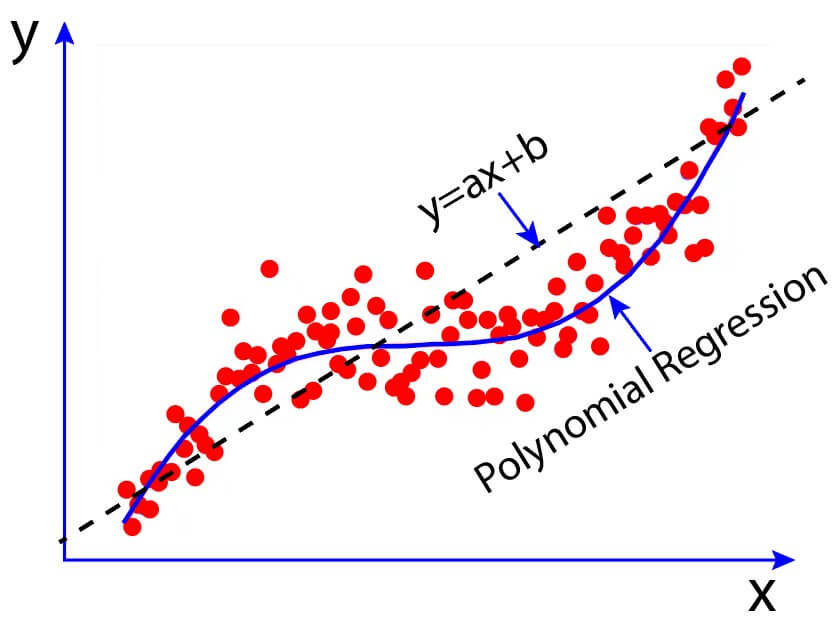 y
y=ax+b
Polynomial Regression
x